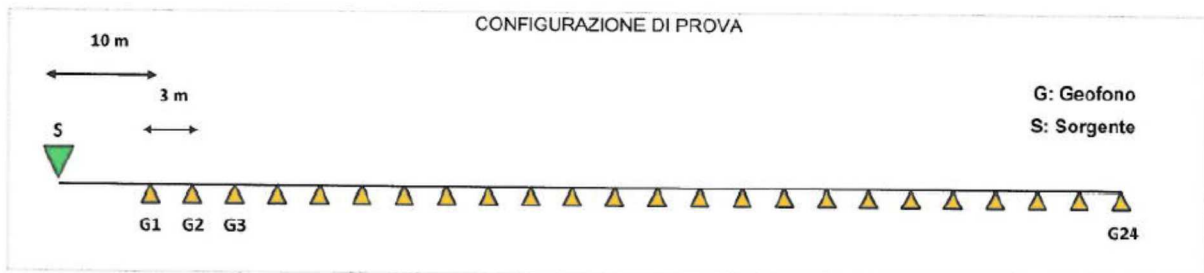 CONFIGURAZIONE DI PROVA
10 m
3 m
G: Geofono
S: Sorgente
S
G1 G2 G3
G24